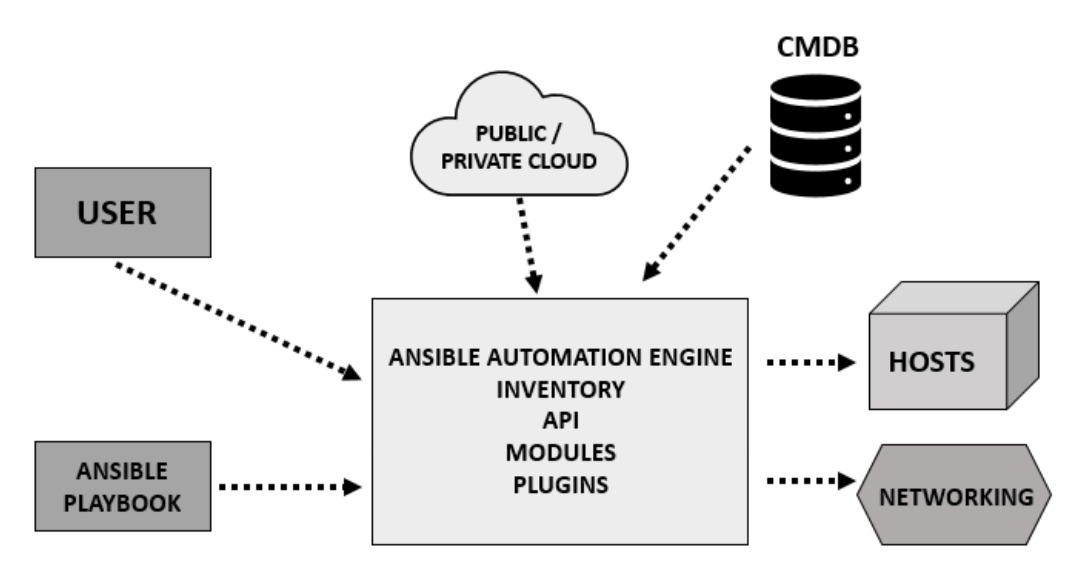 CMDB
PUBLIC /
PRIVATE CLOUD
USER
ANSIBLE AUTOMATION ENGINE
INVENTORY
API
MODULES
PLUGINS
HOSTS
ANSIBLE
PLAYBOOK
NETWORKING